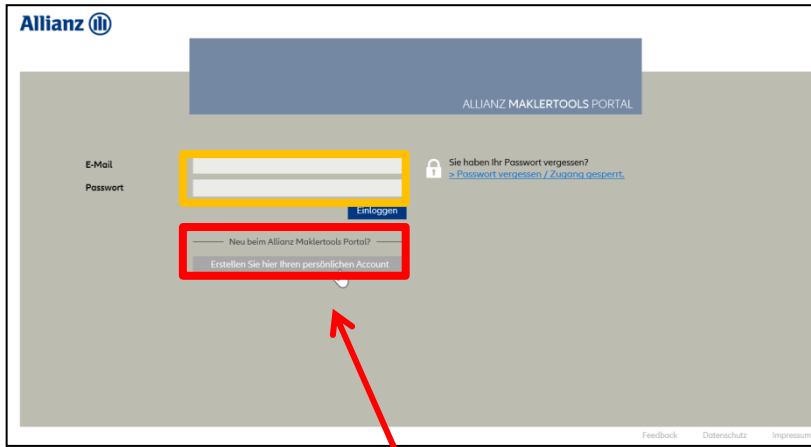 Allianz
ALLIANZ MAKLERTOOLS PORTAL
E-Mail
Passwort
Einloggen
Sie haben Ihr Passwort vergessen?
> Passwort vergessen / Zugang gesperrt.
Neu beim Allianz Maklertools Portal?
Erstellen Sie hier Ihren persönlichen Account
Feedback Datenschutz Impressum